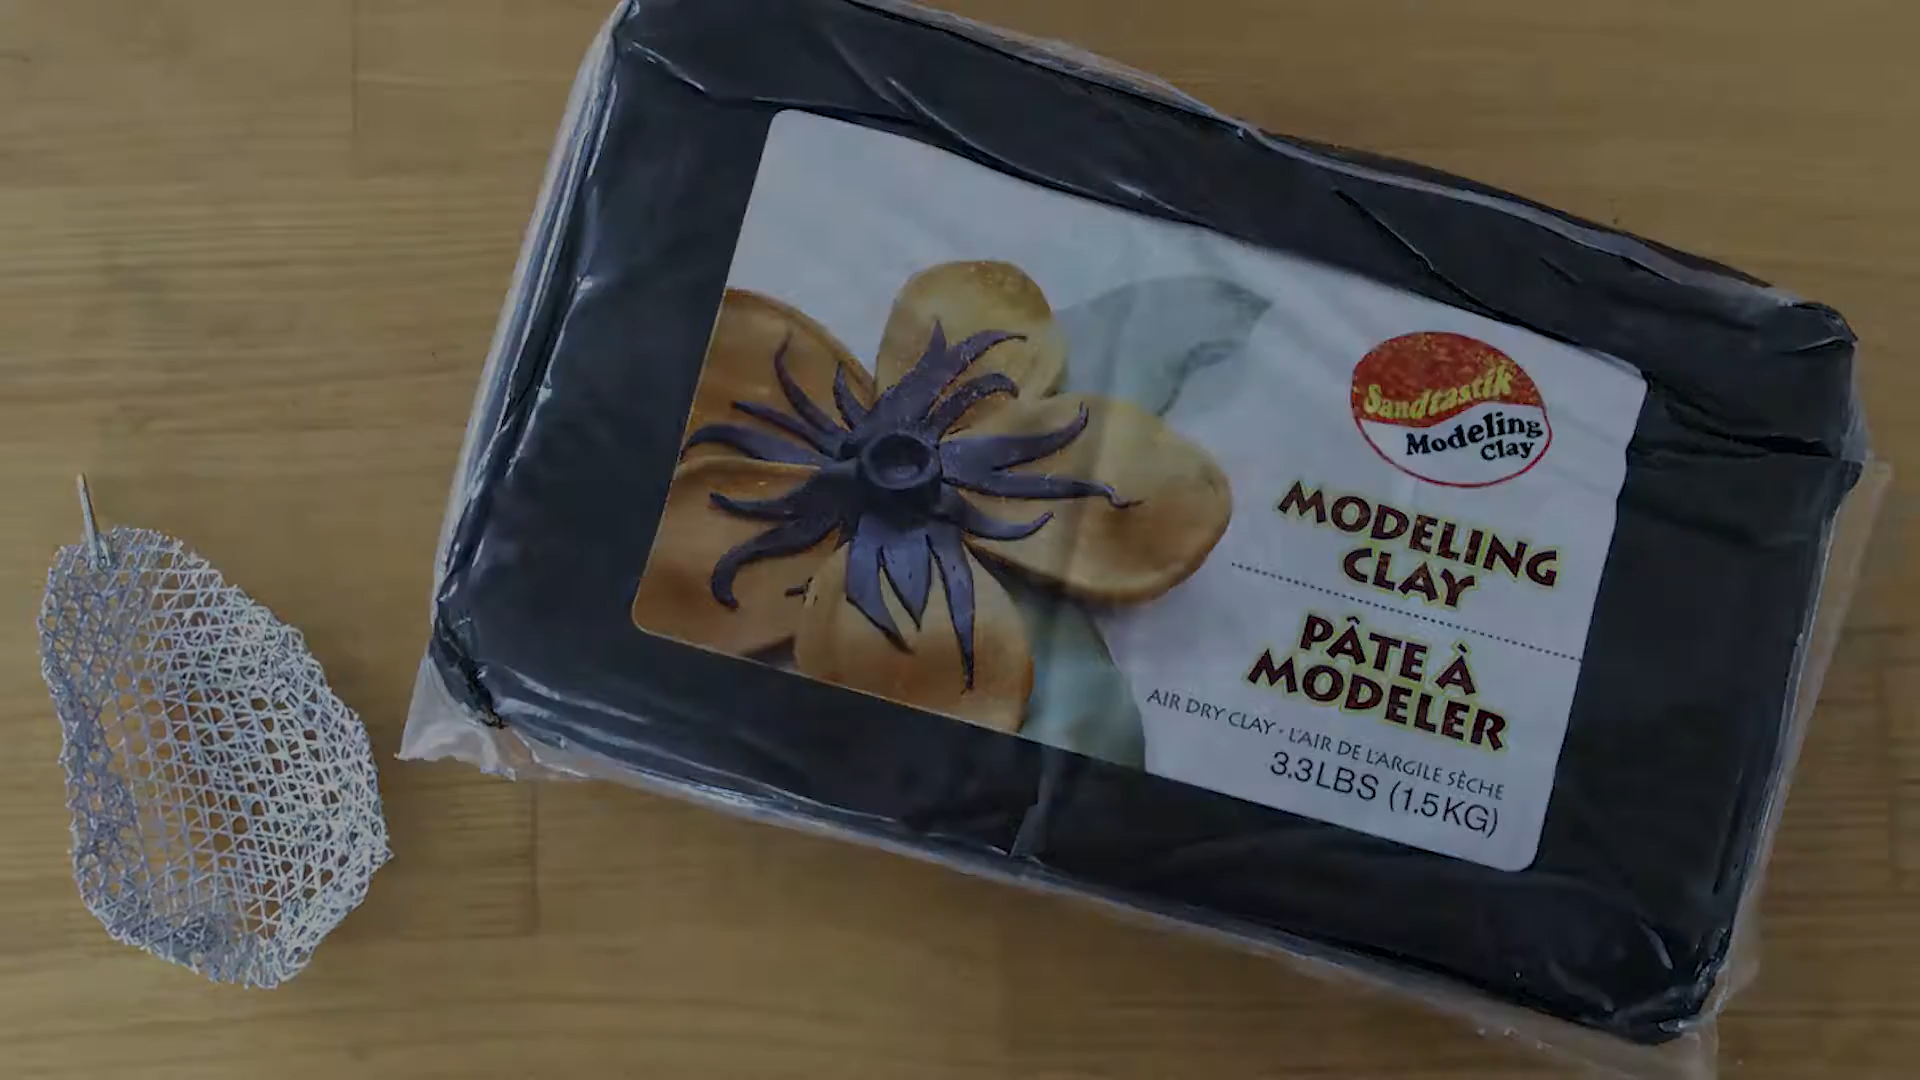 Sandtastik
Modeling
Clay
MODELING
CLAY
PÂTE À
MODELER
AIR DRY CLAY · L'AIR DE L'ARGILE SÈCHE
3.3LBS (1.5KG)